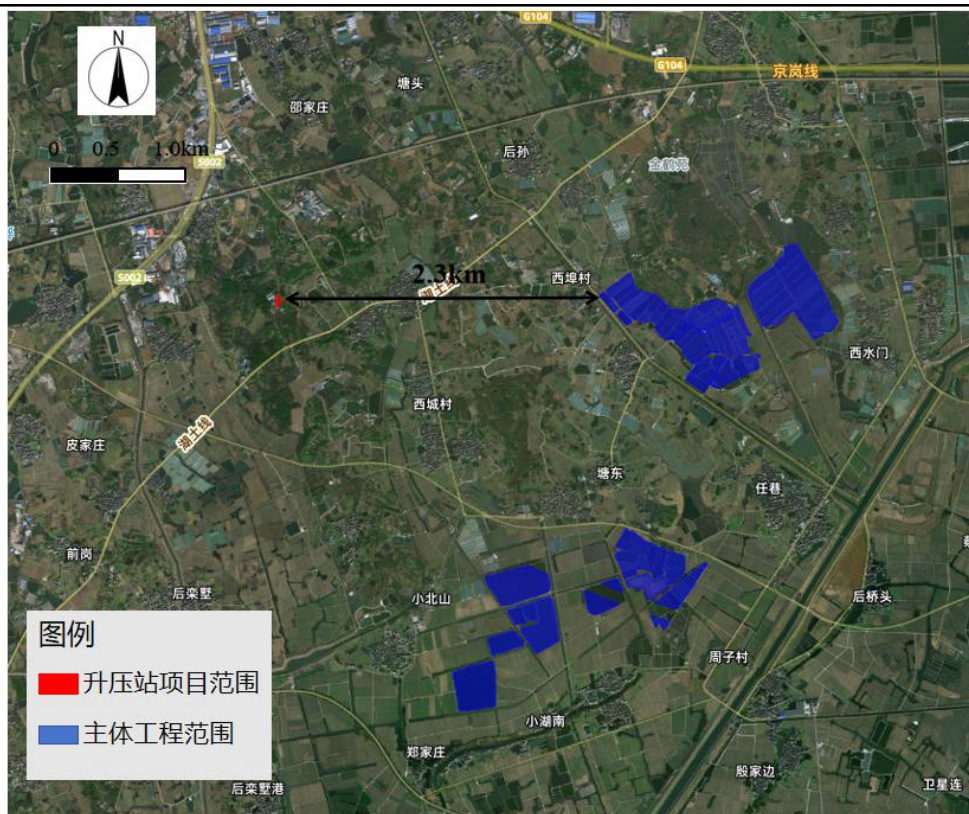 G104
G104
京岚线
N
塘头
邵家庄
0 0.5 1.0km
S002
后孙
金鹤苑
S002
2.3km
西埠村
湖土线
西水门
西城村
湖土线
皮家庄
塘东
任巷
前岗
后栾墅
小北山
后桥头
图例
周子村
升压站项目范围
小湖南
主体工程范围
郑家庄
殷家边
后栾墅港
卫星连